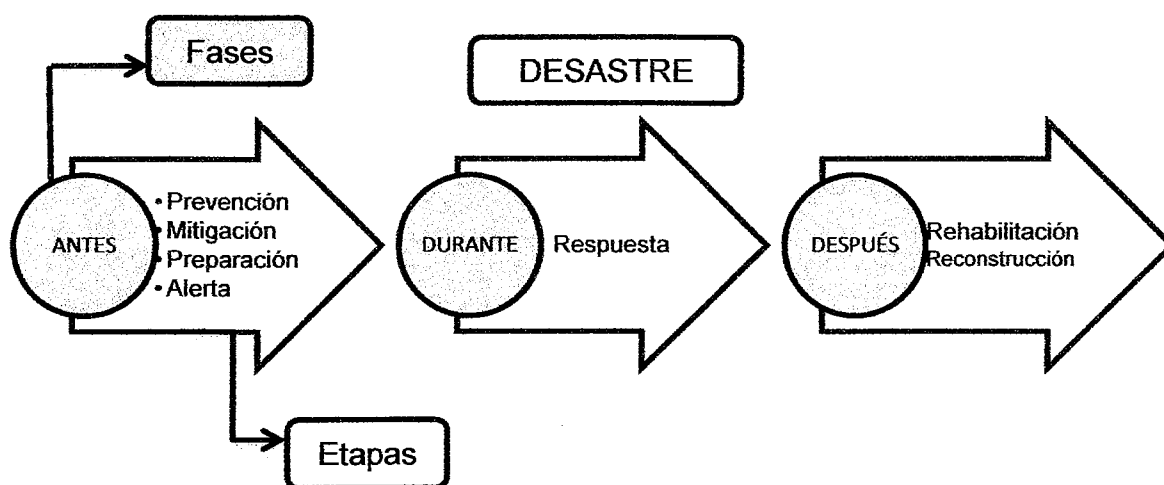 Fases
DESASTRE
ANTES
• Prevención
• Mitigación
• Preparación
• Alerta
DURANTE
Respuesta
DESPUÉS
Rehabilitación
Reconstrucción
Etapas